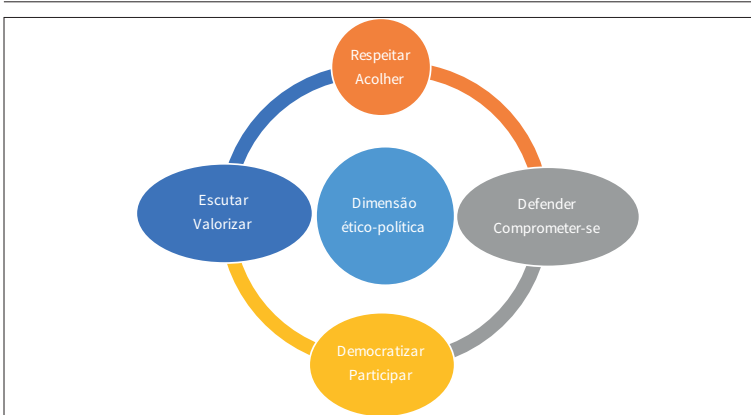 Respeitar
Acolher
Escutar
Valorizar
Dimensão
ético-política
Defender
Comprometer-se
Democratizar
Participar